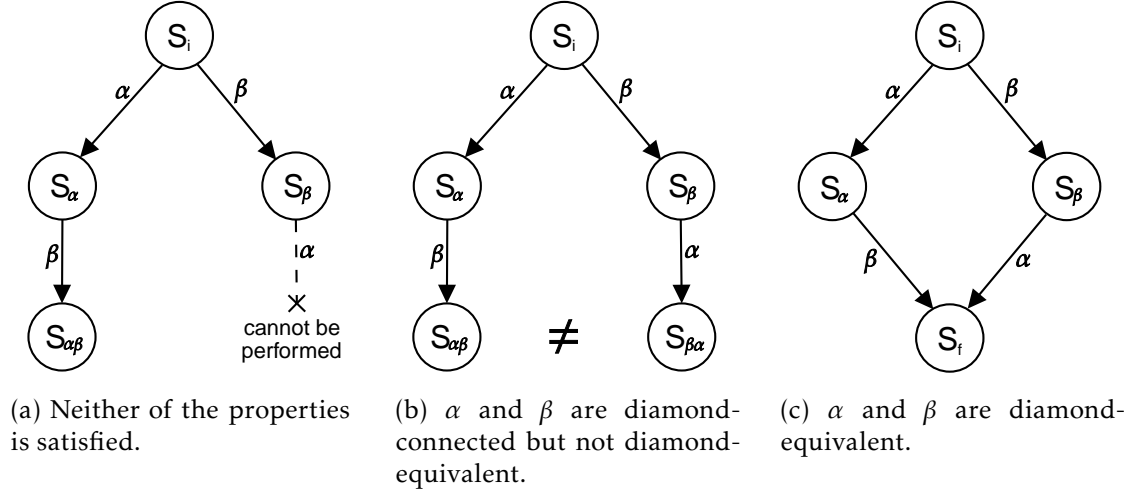 S_i S_i S_i
α β α β α β
S_α S_β S_α S_β S_α S_β
β α β α β α
cannot be
performed
S_αβ S_αβ ≠ S_βα S_f
(a) Neither of the properties
is satisfied.
(b) α and β are diamond-
connected but not diamond-
equivalent.
(c) α and β are diamond-
equivalent.